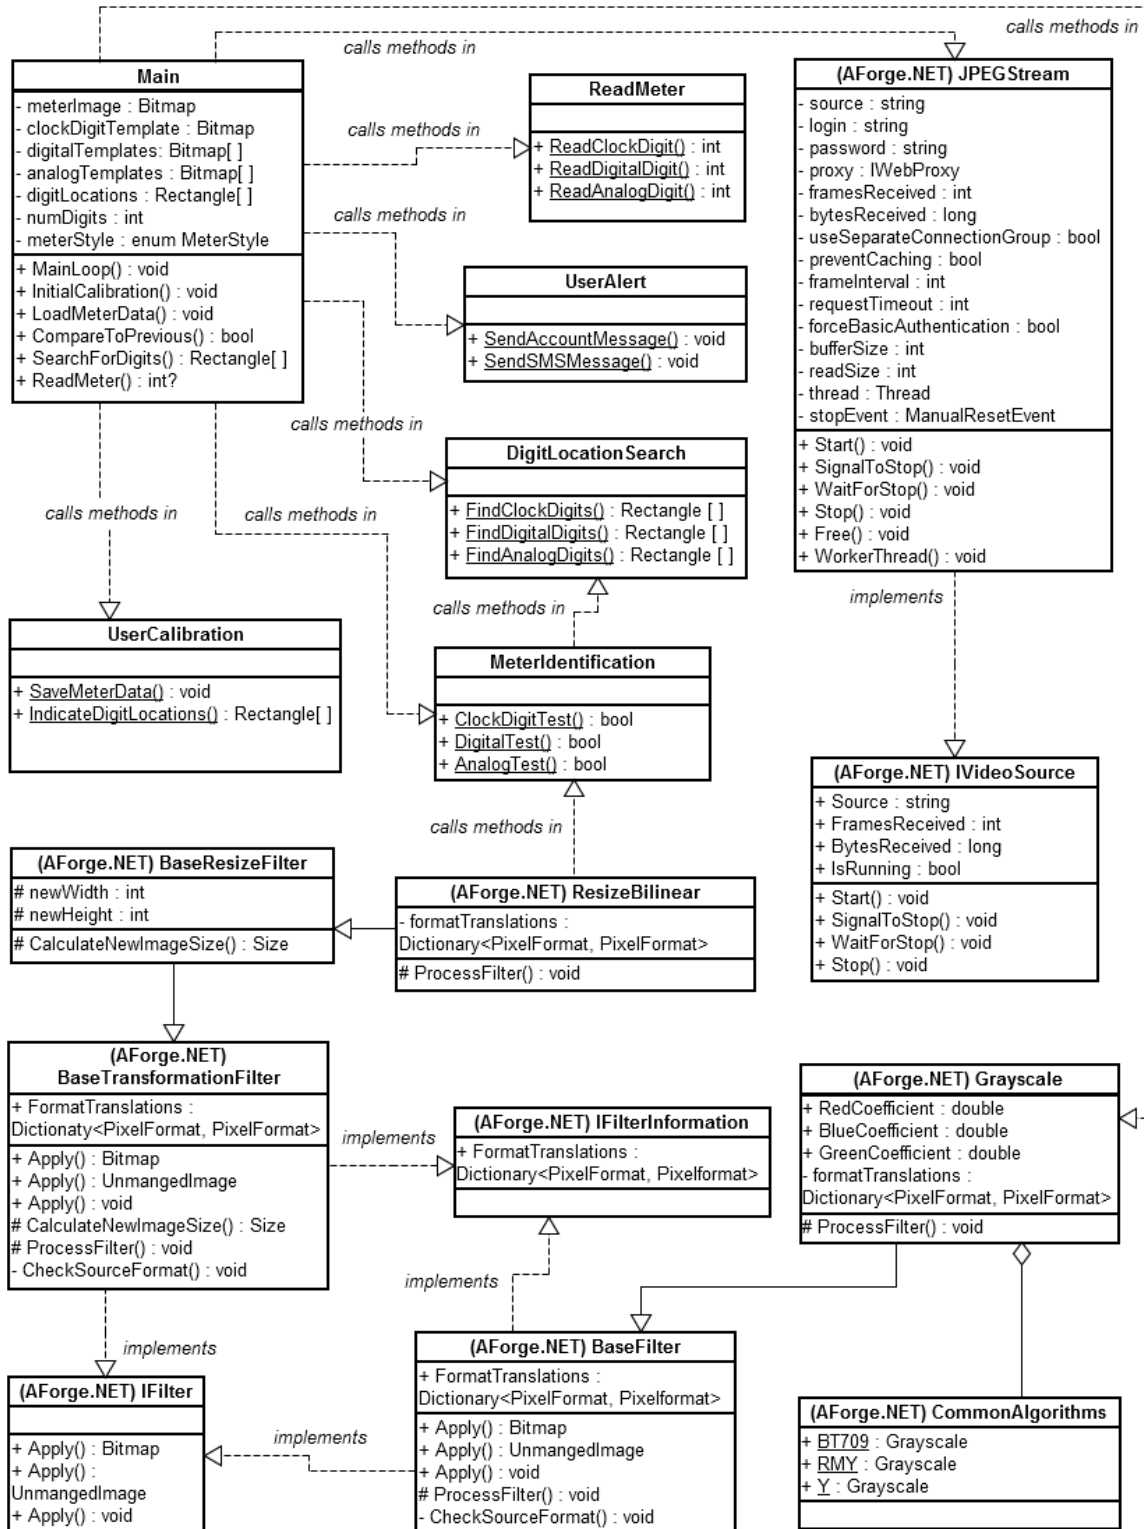 calls methods in
calls methods in
Main
- meterImage : Bitmap
- clockDigitTemplate : Bitmap
- digitalTemplates: Bitmap[ ]
- analogTemplates : Bitmap[ ]
- digitLocations : Rectangle[ ]
- numDigits : int
- meterStyle : enum MeterStyle
+ MainLoop() : void
+ InitialCalibration() : void
+ LoadMeterData() : void
+ CompareToPrevious() : bool
+ SearchForDigits() : Rectangle[ ]
+ ReadMeter() : int?
calls methods in
ReadMeter
+ ReadClockDigit() : int
+ ReadDigitalDigit() : int
+ ReadAnalogDigit() : int
calls methods in
UserAlert
+ SendAccountMessage() : void
+ SendSMSMessage() : void
calls methods in
DigitLocationSearch
+ FindClockDigits() : Rectangle [ ]
+ FindDigitalDigits() : Rectangle [ ]
+ FindAnalogDigits() : Rectangle [ ]
(AForge.NET) JPEGStream
- source : string
- login : string
- password : string
- proxy : IWebProxy
- framesReceived : int
- bytesReceived : long
- useSeparateConnectionGroup : bool
- preventCaching : bool
- frameInterval : int
- requestTimeout : int
- forceBasicAuthentication : bool
- bufferSize : int
- readSize : int
- thread : Thread
- stopEvent : ManualResetEvent
+ Start() : void
+ SignalToStop() : void
+ WaitForStop() : void
+ Stop() : void
+ Free() : void
+ WorkerThread() : void
calls methods in
calls methods in
calls methods in
implements
UserCalibration
+ SaveMeterData() : void
+ IndicateDigitLocations() : Rectangle[ ]
MeterIdentification
+ ClockDigitTest() : bool
+ DigitalTest() : bool
+ AnalogTest() : bool
calls methods in
(AForge.NET) IVideoSource
+ Source : string
+ FramesReceived : int
+ BytesReceived : long
+ IsRunning : bool
+ Start() : void
+ SignalToStop() : void
+ WaitForStop() : void
+ Stop() : void
(AForge.NET) BaseResizeFilter
# newWidth : int
# newHeight : int
# CalculateNewImageSize() : Size
(AForge.NET) ResizeBilinear
- formatTranslations :
Dictionary<PixelFormat, PixelFormat>
# ProcessFilter() : void
(AForge.NET)
BaseTransformationFilter
+ FormatTranslations :
Dictionaty<PixelFormat, PixelFormat>
+ Apply() : Bitmap
+ Apply() : UnmangedImage
+ Apply() : void
# CalculateNewImageSize() : Size
# ProcessFilter() : void
- CheckSourceFormat() : void
implements
(AForge.NET) IFilterInformation
+ FormatTranslations :
Dictionary<PixelFormat, Pixelformat>
(AForge.NET) Grayscale
+ RedCoefficient : double
+ BlueCoefficient : double
+ GreenCoefficient : double
- formatTranslations :
Dictionary<PixelFormat, PixelFormat>
# ProcessFilter() : void
implements
implements
(AForge.NET) IFilter
+ Apply() : Bitmap
+ Apply() :
UnmangedImage
+ Apply() : void
implements
(AForge.NET) BaseFilter
+ FormatTranslations :
Dictionary<PixelFormat, Pixelformat>
+ Apply() : Bitmap
+ Apply() : UnmangedImage
+ Apply() : void
# ProcessFilter() : void
- CheckSourceFormat() : void
(AForge.NET) CommonAlgorithms
+ BT709 : Grayscale
+ RMY : Grayscale
+ Y : Grayscale